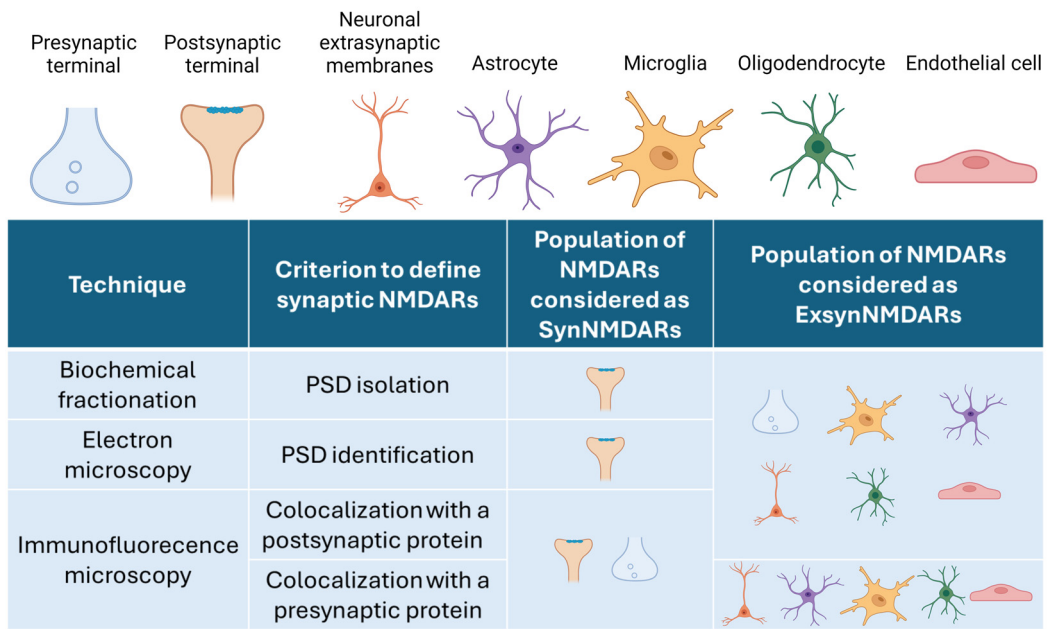 Presynaptic
terminal
Postsynaptic
terminal
Neuronal
extrasynaptic
membranes
Astrocyte
Microglia
Oligodendrocyte
Endothelial cell
Technique
Criterion to define
synaptic NMDARs
Population of
NMDARs
considered as
SynNMDARs
Population of NMDARs
considered as
ExsynNMDARs
Biochemical
fractionation
PSD isolation
Electron
microscopy
PSD identification
Immunofluorecence
microscopy
Colocalization with a
postsynaptic protein
Colocalization with a
presynaptic protein